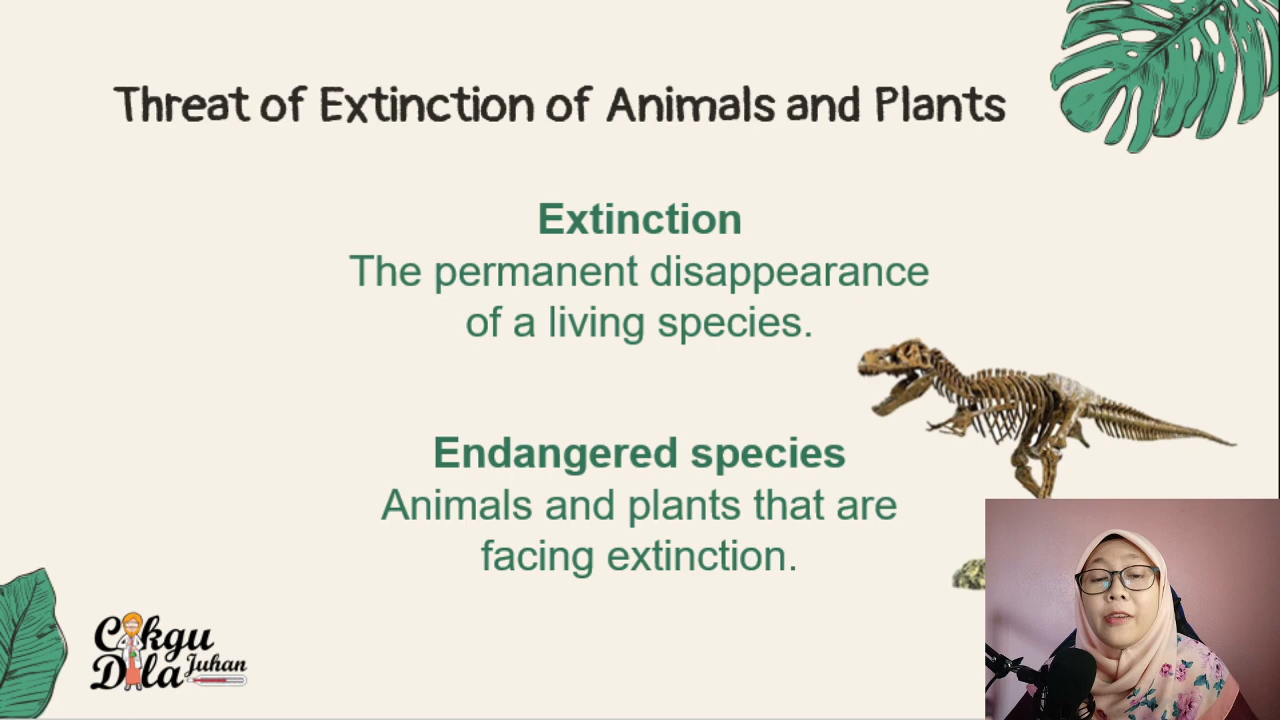 Threat of Extinction of Animals and Plants
Extinction
The permanent disappearance
of a living species.
Endangered species
Animals and plants that are
facing extinction.
Cikgu
Dila Juhan